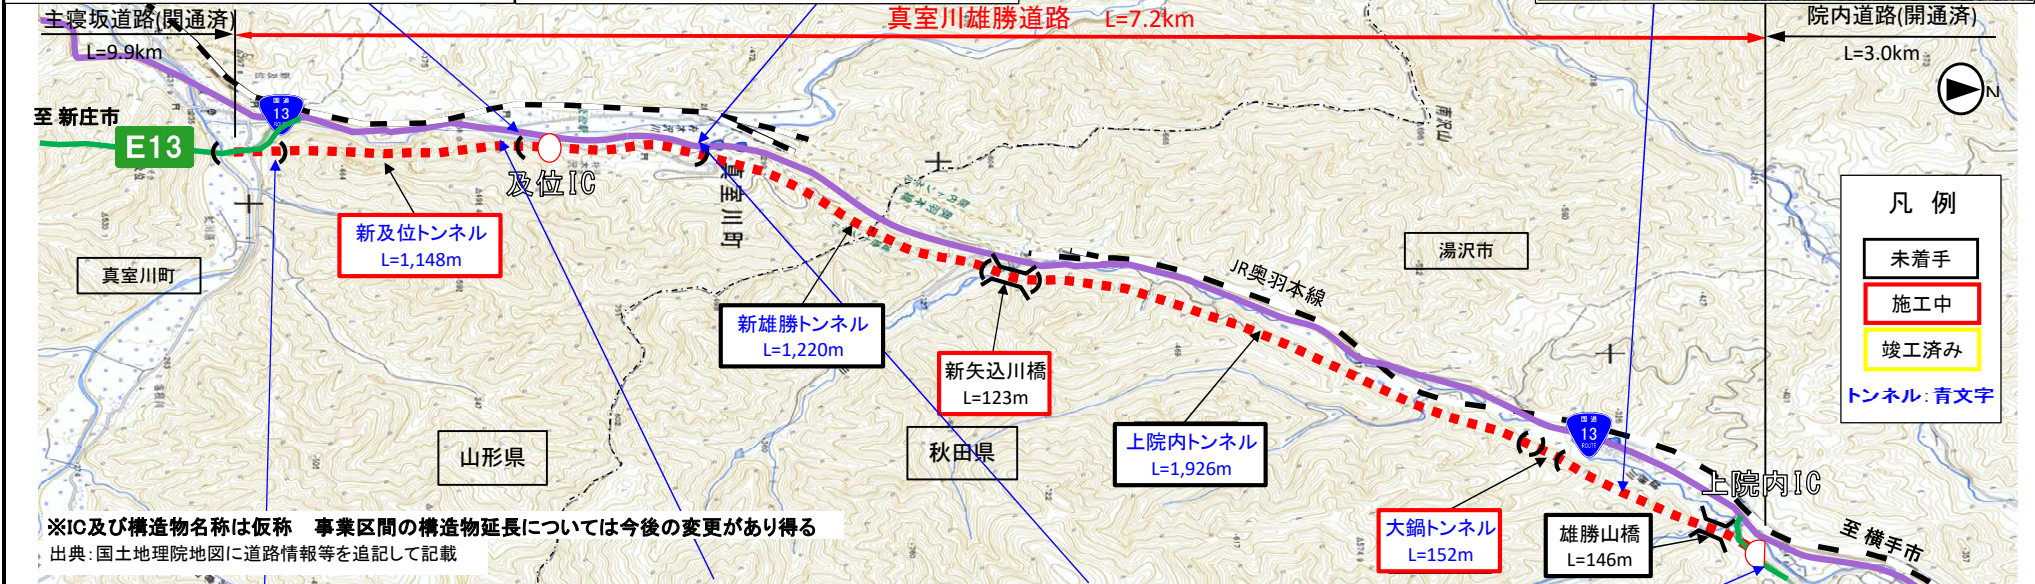 主寝坂道路(開通済)
L=9.9km
真室川雄勝道路 L=7.2km
院内道路(開通済)
L=3.0km
N
至 新庄市
E13
国道
13
ROUTE
及位IC
真室川町
新及位トンネル
L=1,148m
真室川町
新雄勝トンネル
L=1,220m
新矢込川橋
L=123m
JR奥羽本線
湯沢市
凡 例
未着手
施工中
竣工済み
トンネル:青文字
山形県
秋田県
上院内トンネル
L=1,926m
国道
13
ROUTE
上院内IC
大鍋トンネル
L=152m
雄勝山橋
L=146m
至 横手市
※IC及び構造物名称は仮称 事業区間の構造物延長については今後の変更があり得る
出典:国土地理院地図に道路情報等を追記して記載